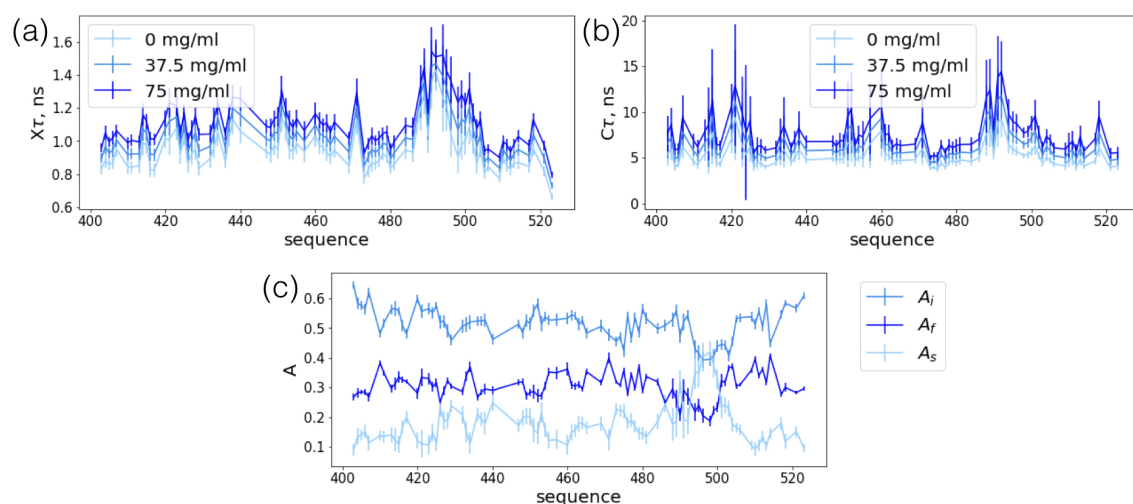 (a)
1.6
1.4
1.2
1.0
0.8
0.6
Xτ, ns
0 mg/ml
37.5 mg/ml
75 mg/ml
400 420 440 460 480 500 520
sequence
(b)
20
15
10
5
0
Cτ, ns
0 mg/ml
37.5 mg/ml
75 mg/ml
400 420 440 460 480 500 520
sequence
(c)
0.6
0.5
0.4
0.3
0.2
0.1
A
400 420 440 460 480 500 520
sequence
A_i
A_f
A_s